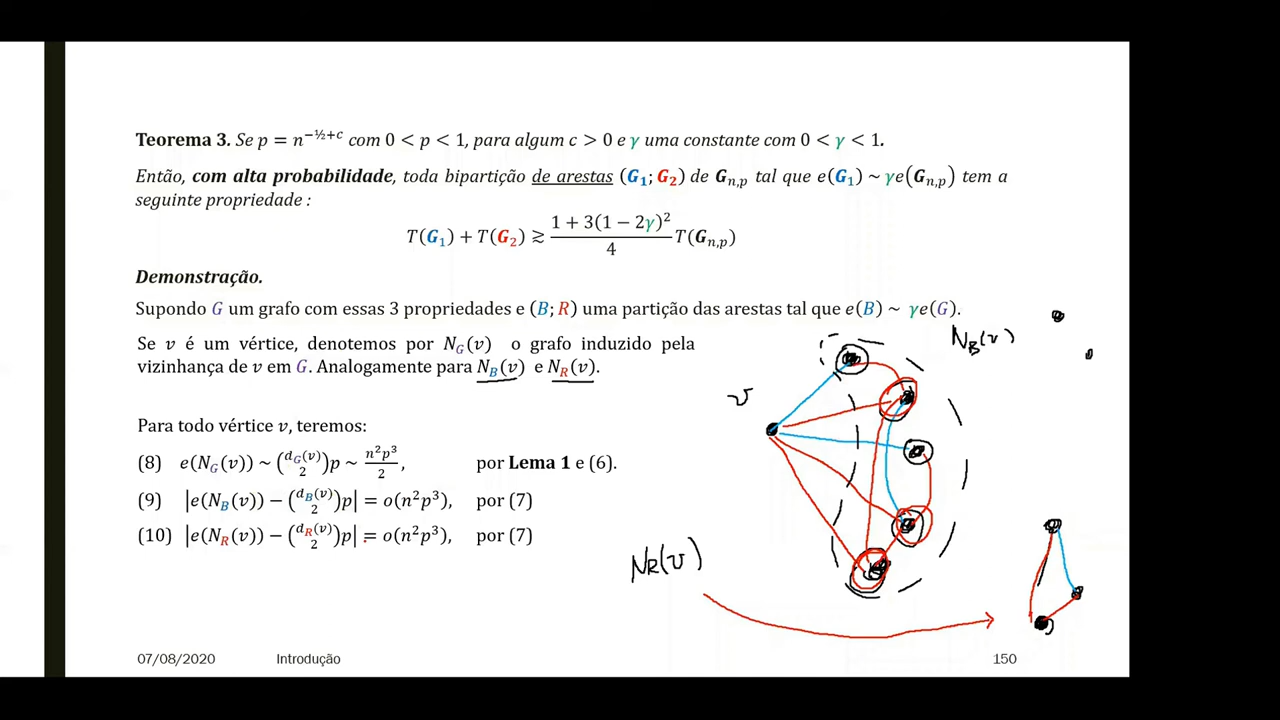 Teorema 3. Se p = n^{−½+c} com 0 < p < 1, para algum c > 0 e γ uma constante com 0 < γ < 1.
Então, com alta probabilidade, toda bipartição de arestas (G₁; G₂) de G_{n,p} tal que e(G₁) ~ γe(G_{n,p}) tem a
seguinte propriedade :
T(G₁) + T(G₂) ≳ \frac{1 + 3(1 − 2γ)²}{4} T(G_{n,p})
Demonstração.
Supondo G um grafo com essas 3 propriedades e (B; R) uma partição das arestas tal que e(B) ~ γe(G).
Se v é um vértice, denotemos por N_G(v) o grafo induzido pela
vizinhança de v em G. Analogamente para N_B(v) e N_R(v).
N_B(v)
v
Para todo vértice v, teremos:
(8) e(N_G(v)) ~ \binom{d_G(v)}{2}p ~ \frac{n²p³}{2}, por Lema 1 e (6).
(9) |e(N_B(v)) − \binom{d_B(v)}{2}p| = o(n²p³), por (7)
(10) |e(N_R(v)) − \binom{d_R(v)}{2}p| = o(n²p³), por (7)
N_R(v)
07/08/2020 Introdução 150